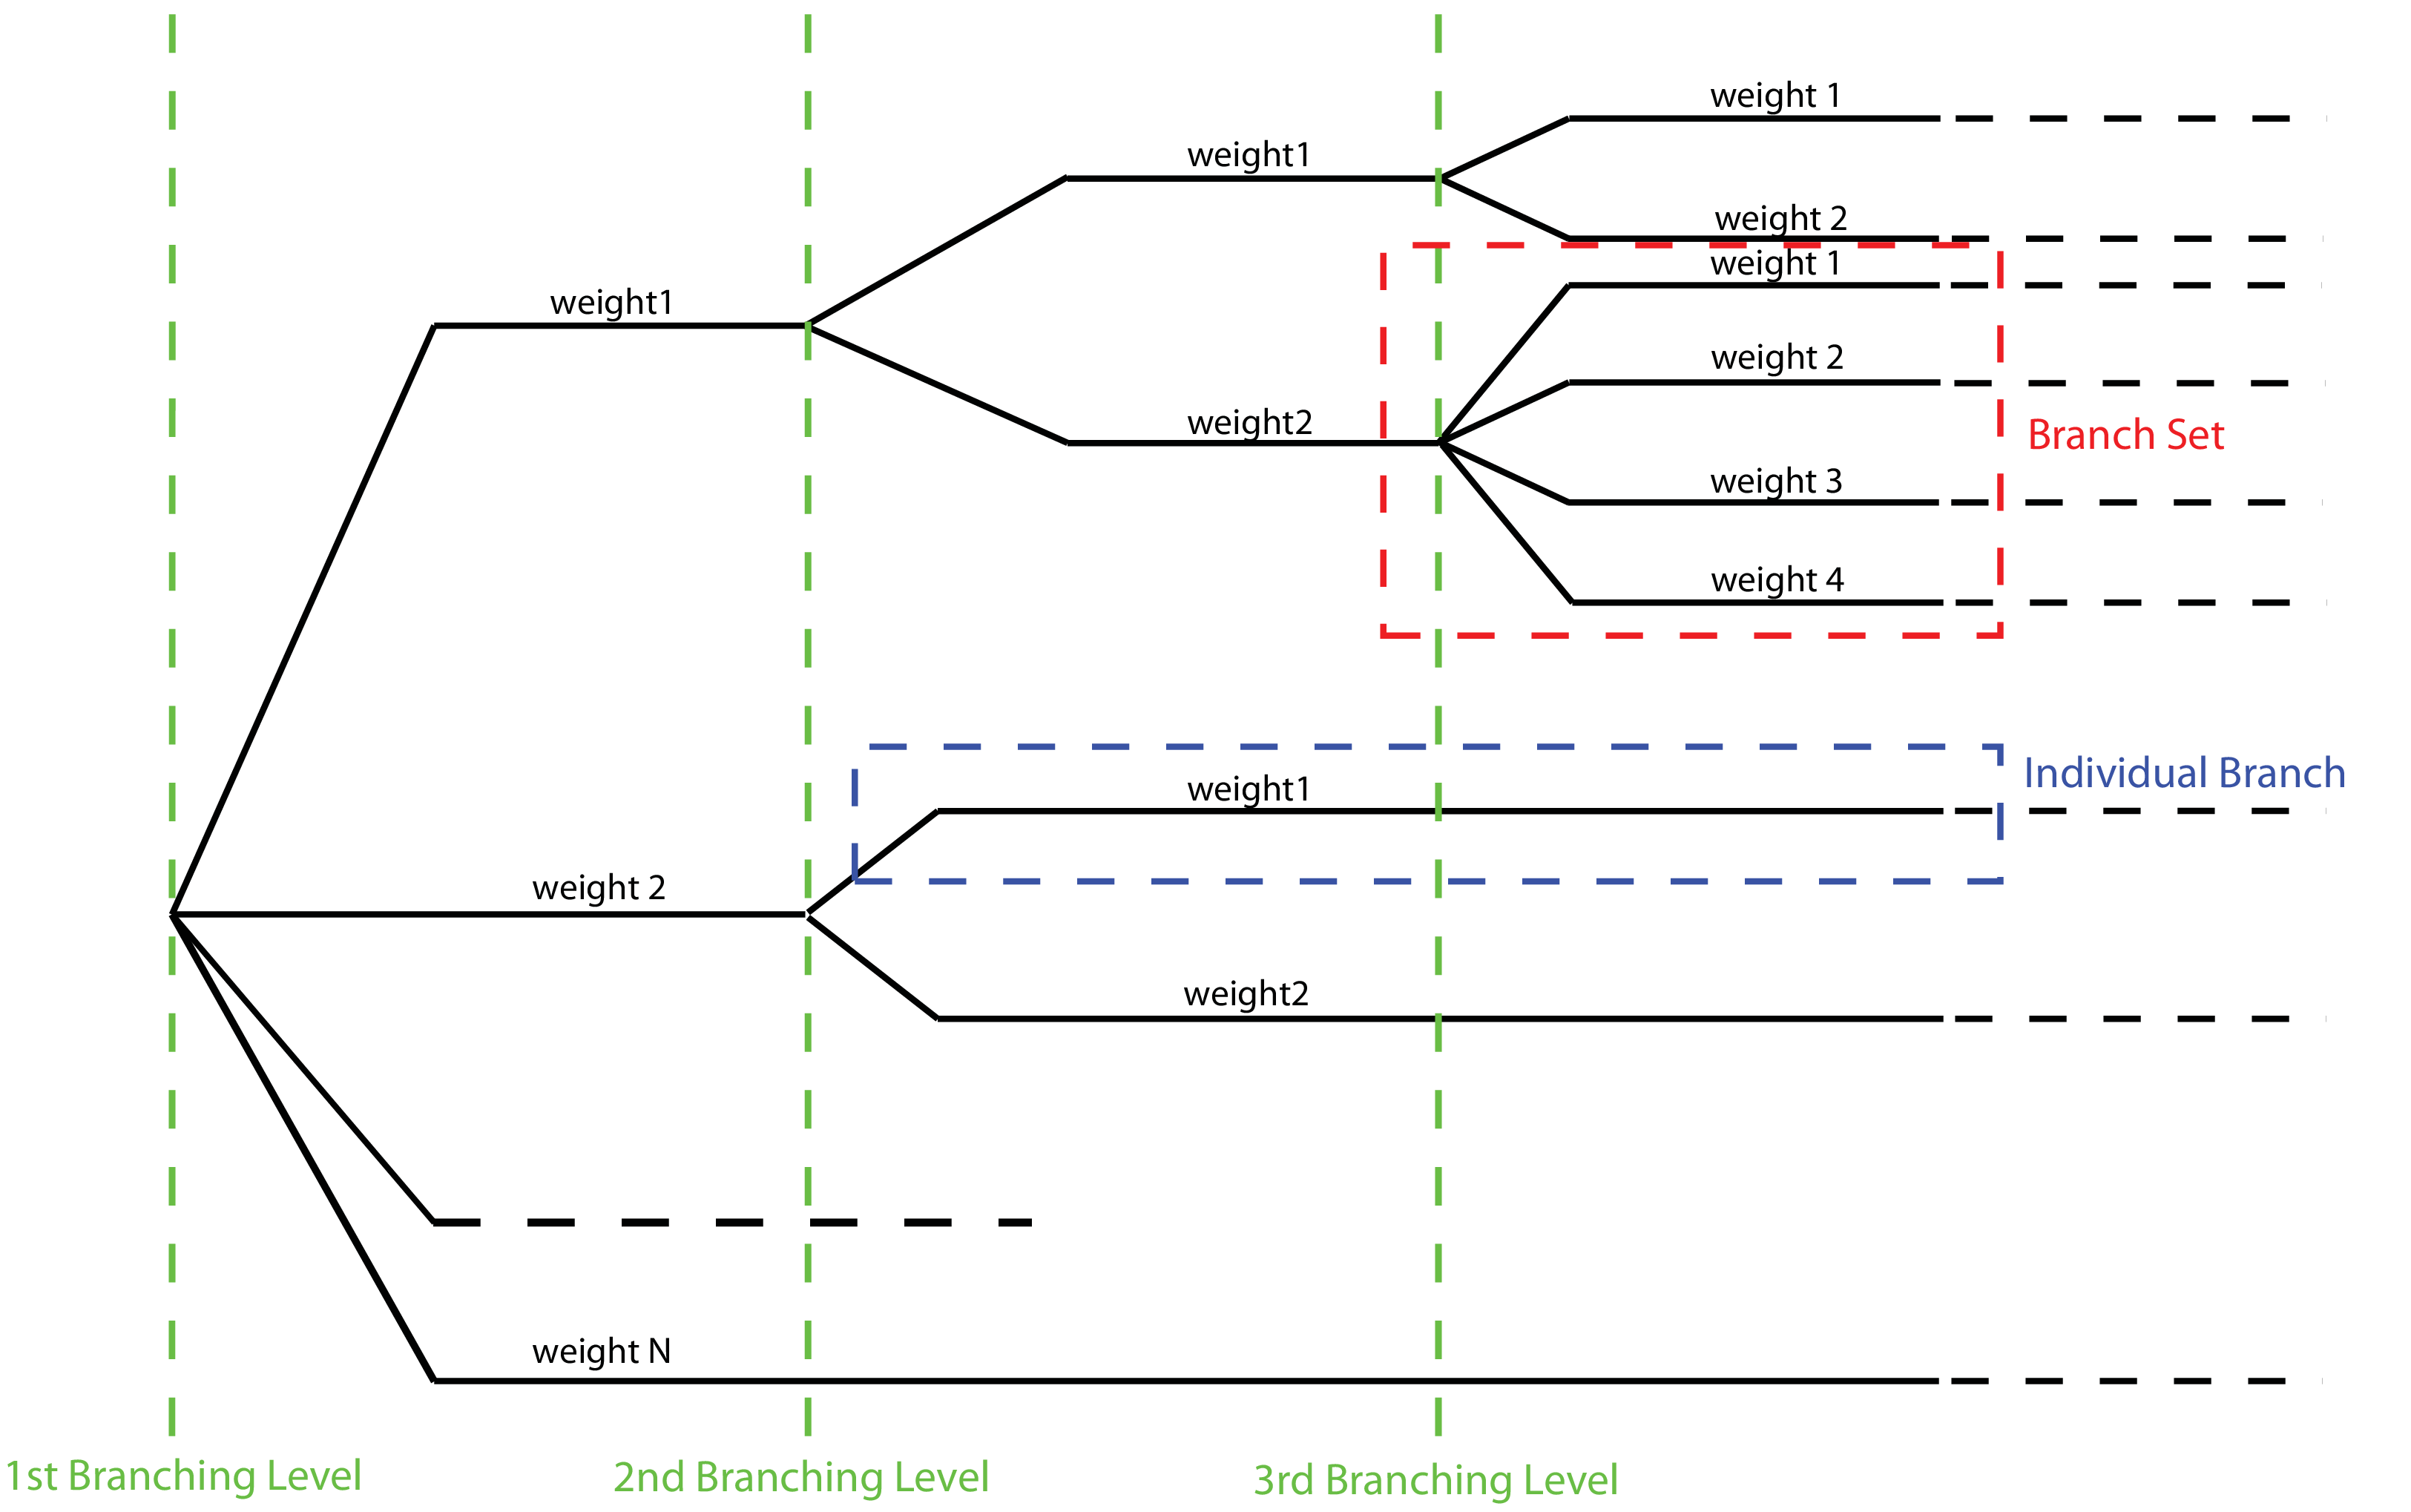 weight 1
weight1
weight 2
weight 1
weight1
weight 2
weight2
Branch Set
weight 3
weight 4
Individual Branch
weight1
weight 2
weight2
weight N
1st Branching Level
2nd Branching Level
3rd Branching Level